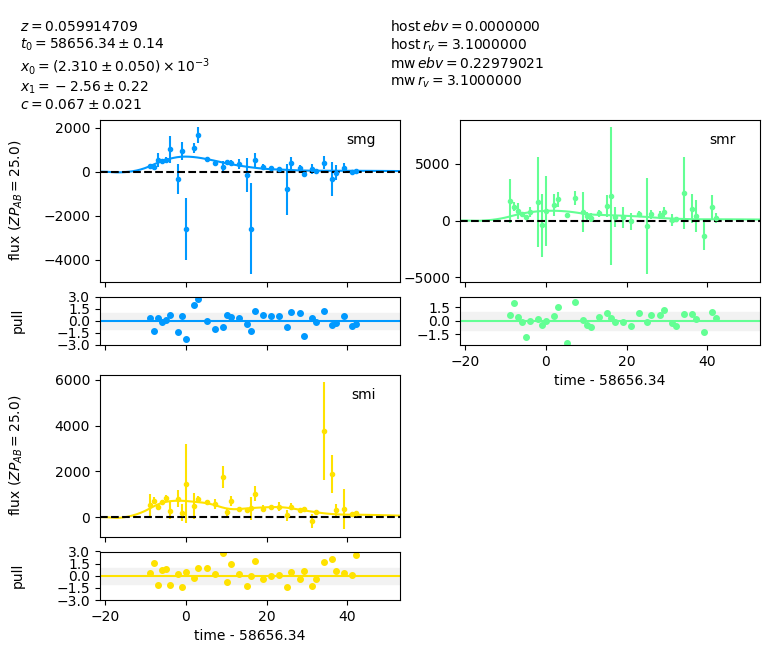 z = 0.059914709
t₀ = 58656.34 ± 0.14
x₀ = (2.310 ± 0.050) × 10⁻³
x₁ = −2.56 ± 0.22
c = 0.067 ± 0.021
host ebv = 0.0000000
host r_v = 3.1000000
mw ebv = 0.22979021
mw r_v = 3.1000000
smg
flux (ZP_AB = 25.0)
2000
0
−2000
−4000
pull
3.0
1.5
0.0
−1.5
−3.0
smr
5000
0
−5000
1.5
0.0
−1.5
−20
0
20
40
time - 58656.34
smi
flux (ZP_AB = 25.0)
6000
4000
2000
0
pull
3.0
1.5
0.0
−1.5
−3.0
−20
0
20
40
time - 58656.34